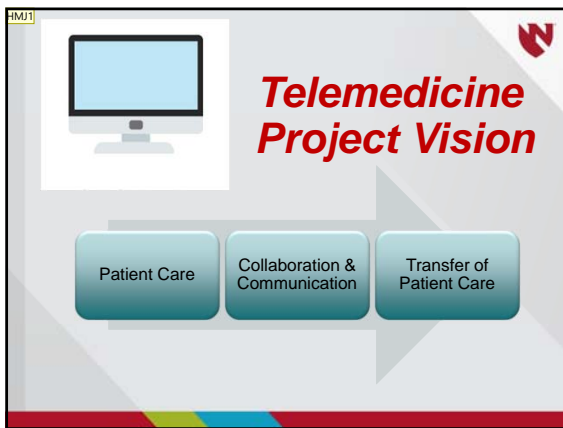 HMJ1
N
Telemedicine
Project Vision
Patient Care
Collaboration &
Communication
Transfer of
Patient Care